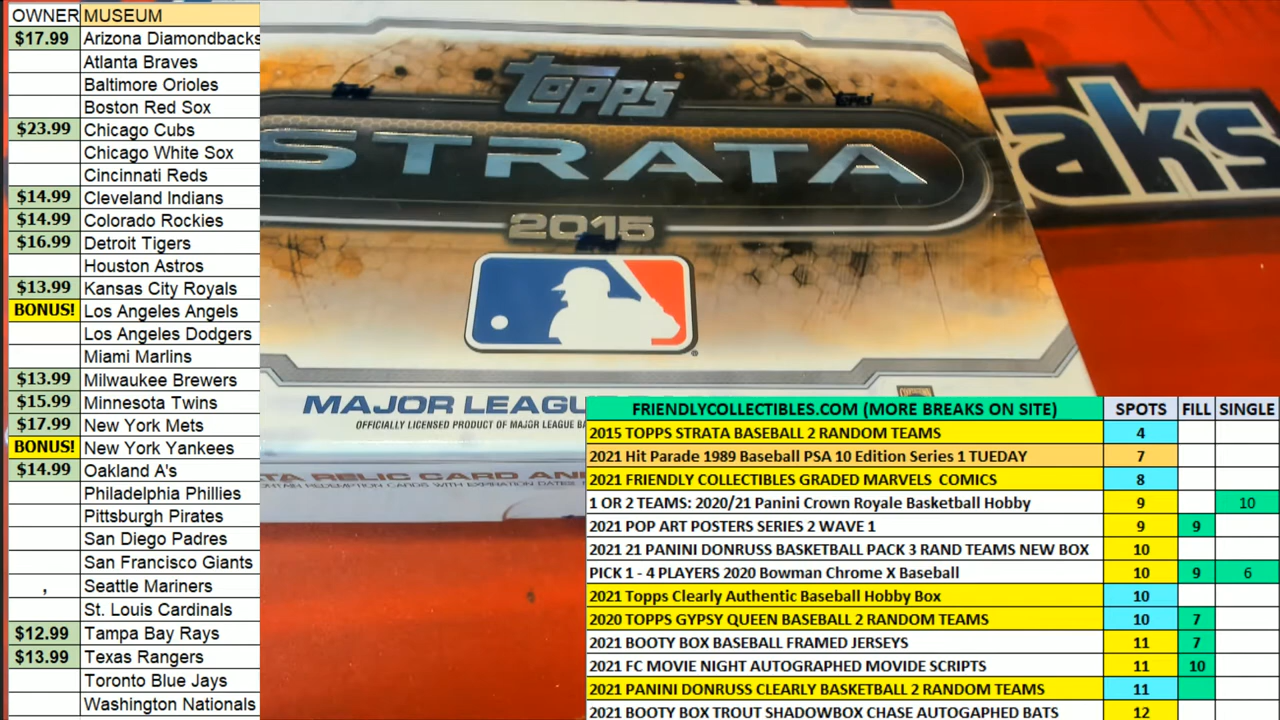 OWNER MUSEUM
$17.99 Arizona Diamondbacks
Atlanta Braves
Baltimore Orioles
Boston Red Sox
$23.99 Chicago Cubs
Chicago White Sox
Cincinnati Reds
$14.99 Cleveland Indians
$14.99 Colorado Rockies
$16.99 Detroit Tigers
Houston Astros
$13.99 Kansas City Royals
BONUS! Los Angeles Angels
Los Angeles Dodgers
Miami Marlins
$13.99 Milwaukee Brewers
$15.99 Minnesota Twins
$17.99 New York Mets
BONUS! New York Yankees
$14.99 Oakland A's
Philadelphia Phillies
Pittsburgh Pirates
San Diego Padres
San Francisco Giants
, Seattle Mariners
St. Louis Cardinals
$12.99 Tampa Bay Rays
$13.99 Texas Rangers
Toronto Blue Jays
Washington Nationals
TOPPS
STRATA
2015
MAJOR LEAGU
OFFICIALLY LICENSED PRODUCT OF MAJOR LEAGUE BA
TA RELIC CARD AND
aks
FRIENDLYCOLLECTIBLES.COM (MORE BREAKS ON SITE) SPOTS FILL SINGLE
2015 TOPPS STRATA BASEBALL 2 RANDOM TEAMS 4
2021 Hit Parade 1989 Baseball PSA 10 Edition Series 1 TUEDAY 7
2021 FRIENDLY COLLECTIBLES GRADED MARVELS COMICS 8
1 OR 2 TEAMS: 2020/21 Panini Crown Royale Basketball Hobby 9 10
2021 POP ART POSTERS SERIES 2 WAVE 1 9 9
2021 21 PANINI DONRUSS BASKETBALL PACK 3 RAND TEAMS NEW BOX 10
PICK 1 - 4 PLAYERS 2020 Bowman Chrome X Baseball 10 9 6
2021 Topps Clearly Authentic Baseball Hobby Box 10
2020 TOPPS GYPSY QUEEN BASEBALL 2 RANDOM TEAMS 10 7
2021 BOOTY BOX BASEBALL FRAMED JERSEYS 11 7
2021 FC MOVIE NIGHT AUTOGRAPHED MOVIDE SCRIPTS 11 10
2021 PANINI DONRUSS CLEARLY BASKETBALL 2 RANDOM TEAMS 11
2021 BOOTY BOX TROUT SHADOWBOX CHASE AUTOGAPHED BATS 12